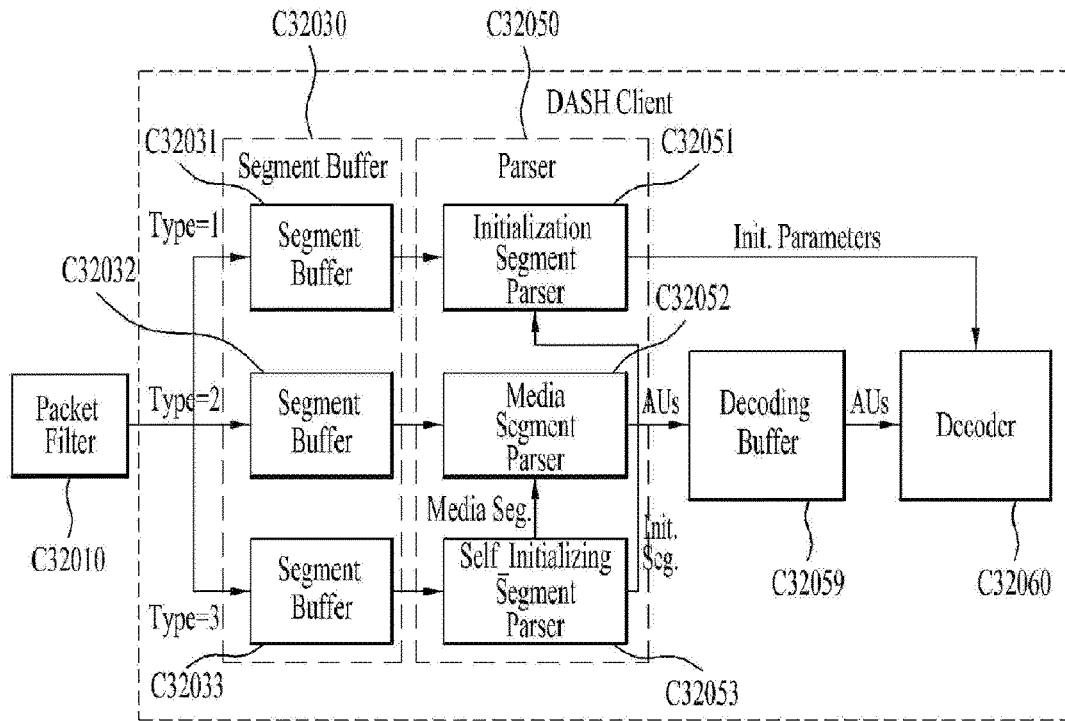 C32030
C32050
DASH Client
C32031
C32051
Segment Buffer
Parser
Type=1
Segment
Buffer
Initialization
Segment
Parser
Init. Parameters
C32032
C32052
Packet
Filter
Type=2
Segment
Buffer
Media
Segment
Parser
AUs
Decoding
Buffer
AUs
Decoder
Media Seg.
Init.
Seg.
C32010
Segment
Buffer
Self_Initializing
Segment
Parser
C32059
C32060
Type=3
C32033
C32053